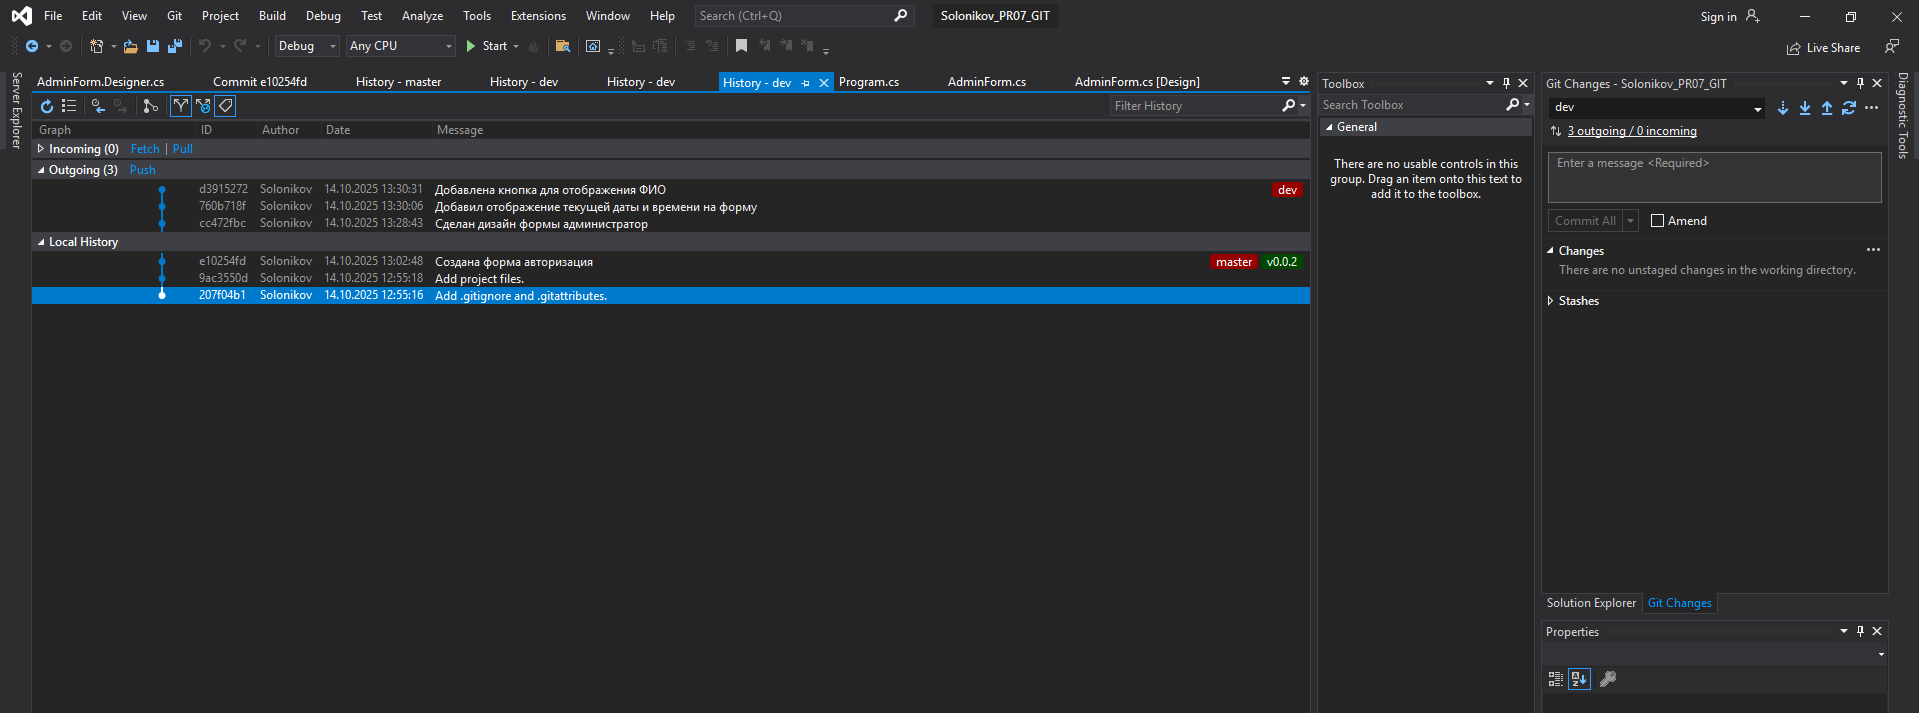 File Edit View Git Project Build Debug Test Analyze Tools Extensions Window Help Search (Ctrl+Q) Solonikov_PR07_GIT Sign in
Debug Any CPU Start Live Share
Server Explorer
AdminForm.Designer.cs Commit e10254fd History - master History - dev History - dev History - dev Program.cs AdminForm.cs AdminForm.cs [Design]
Filter History
Graph ID Author Date Message
Incoming (0) Fetch | Pull
Outgoing (3) Push
d3915272 Solonikov 14.10.2025 13:30:31 Добавлена кнопка для отображения ФИО dev
760b718f Solonikov 14.10.2025 13:30:06 Добавил отображение текущей даты и времени на форму
cc472fbc Solonikov 14.10.2025 13:28:43 Сделан дизайн формы администратор
Local History
e10254fd Solonikov 14.10.2025 13:02:48 Создана форма авторизация master v0.0.2
9ac3550d Solonikov 14.10.2025 12:55:18 Add project files.
207f04b1 Solonikov 14.10.2025 12:55:16 Add .gitignore and .gitattributes.
Toolbox
Search Toolbox
General
There are no usable controls in this
group. Drag an item onto this text to
add it to the toolbox.
Git Changes - Solonikov_PR07_GIT
dev
3 outgoing / 0 incoming
Enter a message <Required>
Commit All Amend
Changes
There are no unstaged changes in the working directory.
Stashes
Solution Explorer Git Changes
Properties
Diagnostic Tools